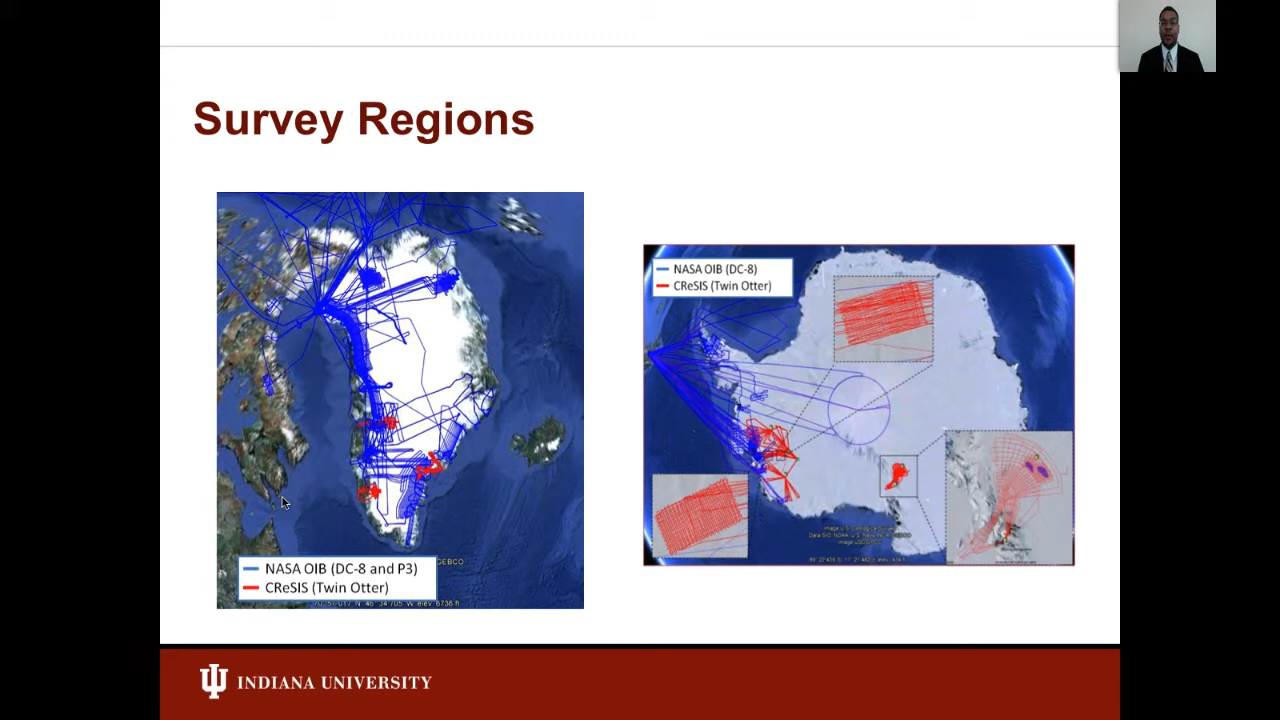 Survey Regions
NASA OIB (DC-8 and P3)
CReSIS (Twin Otter)
GEBCO
NASA OIB (DC-8)
CReSIS (Twin Otter)
INDIANA UNIVERSITY